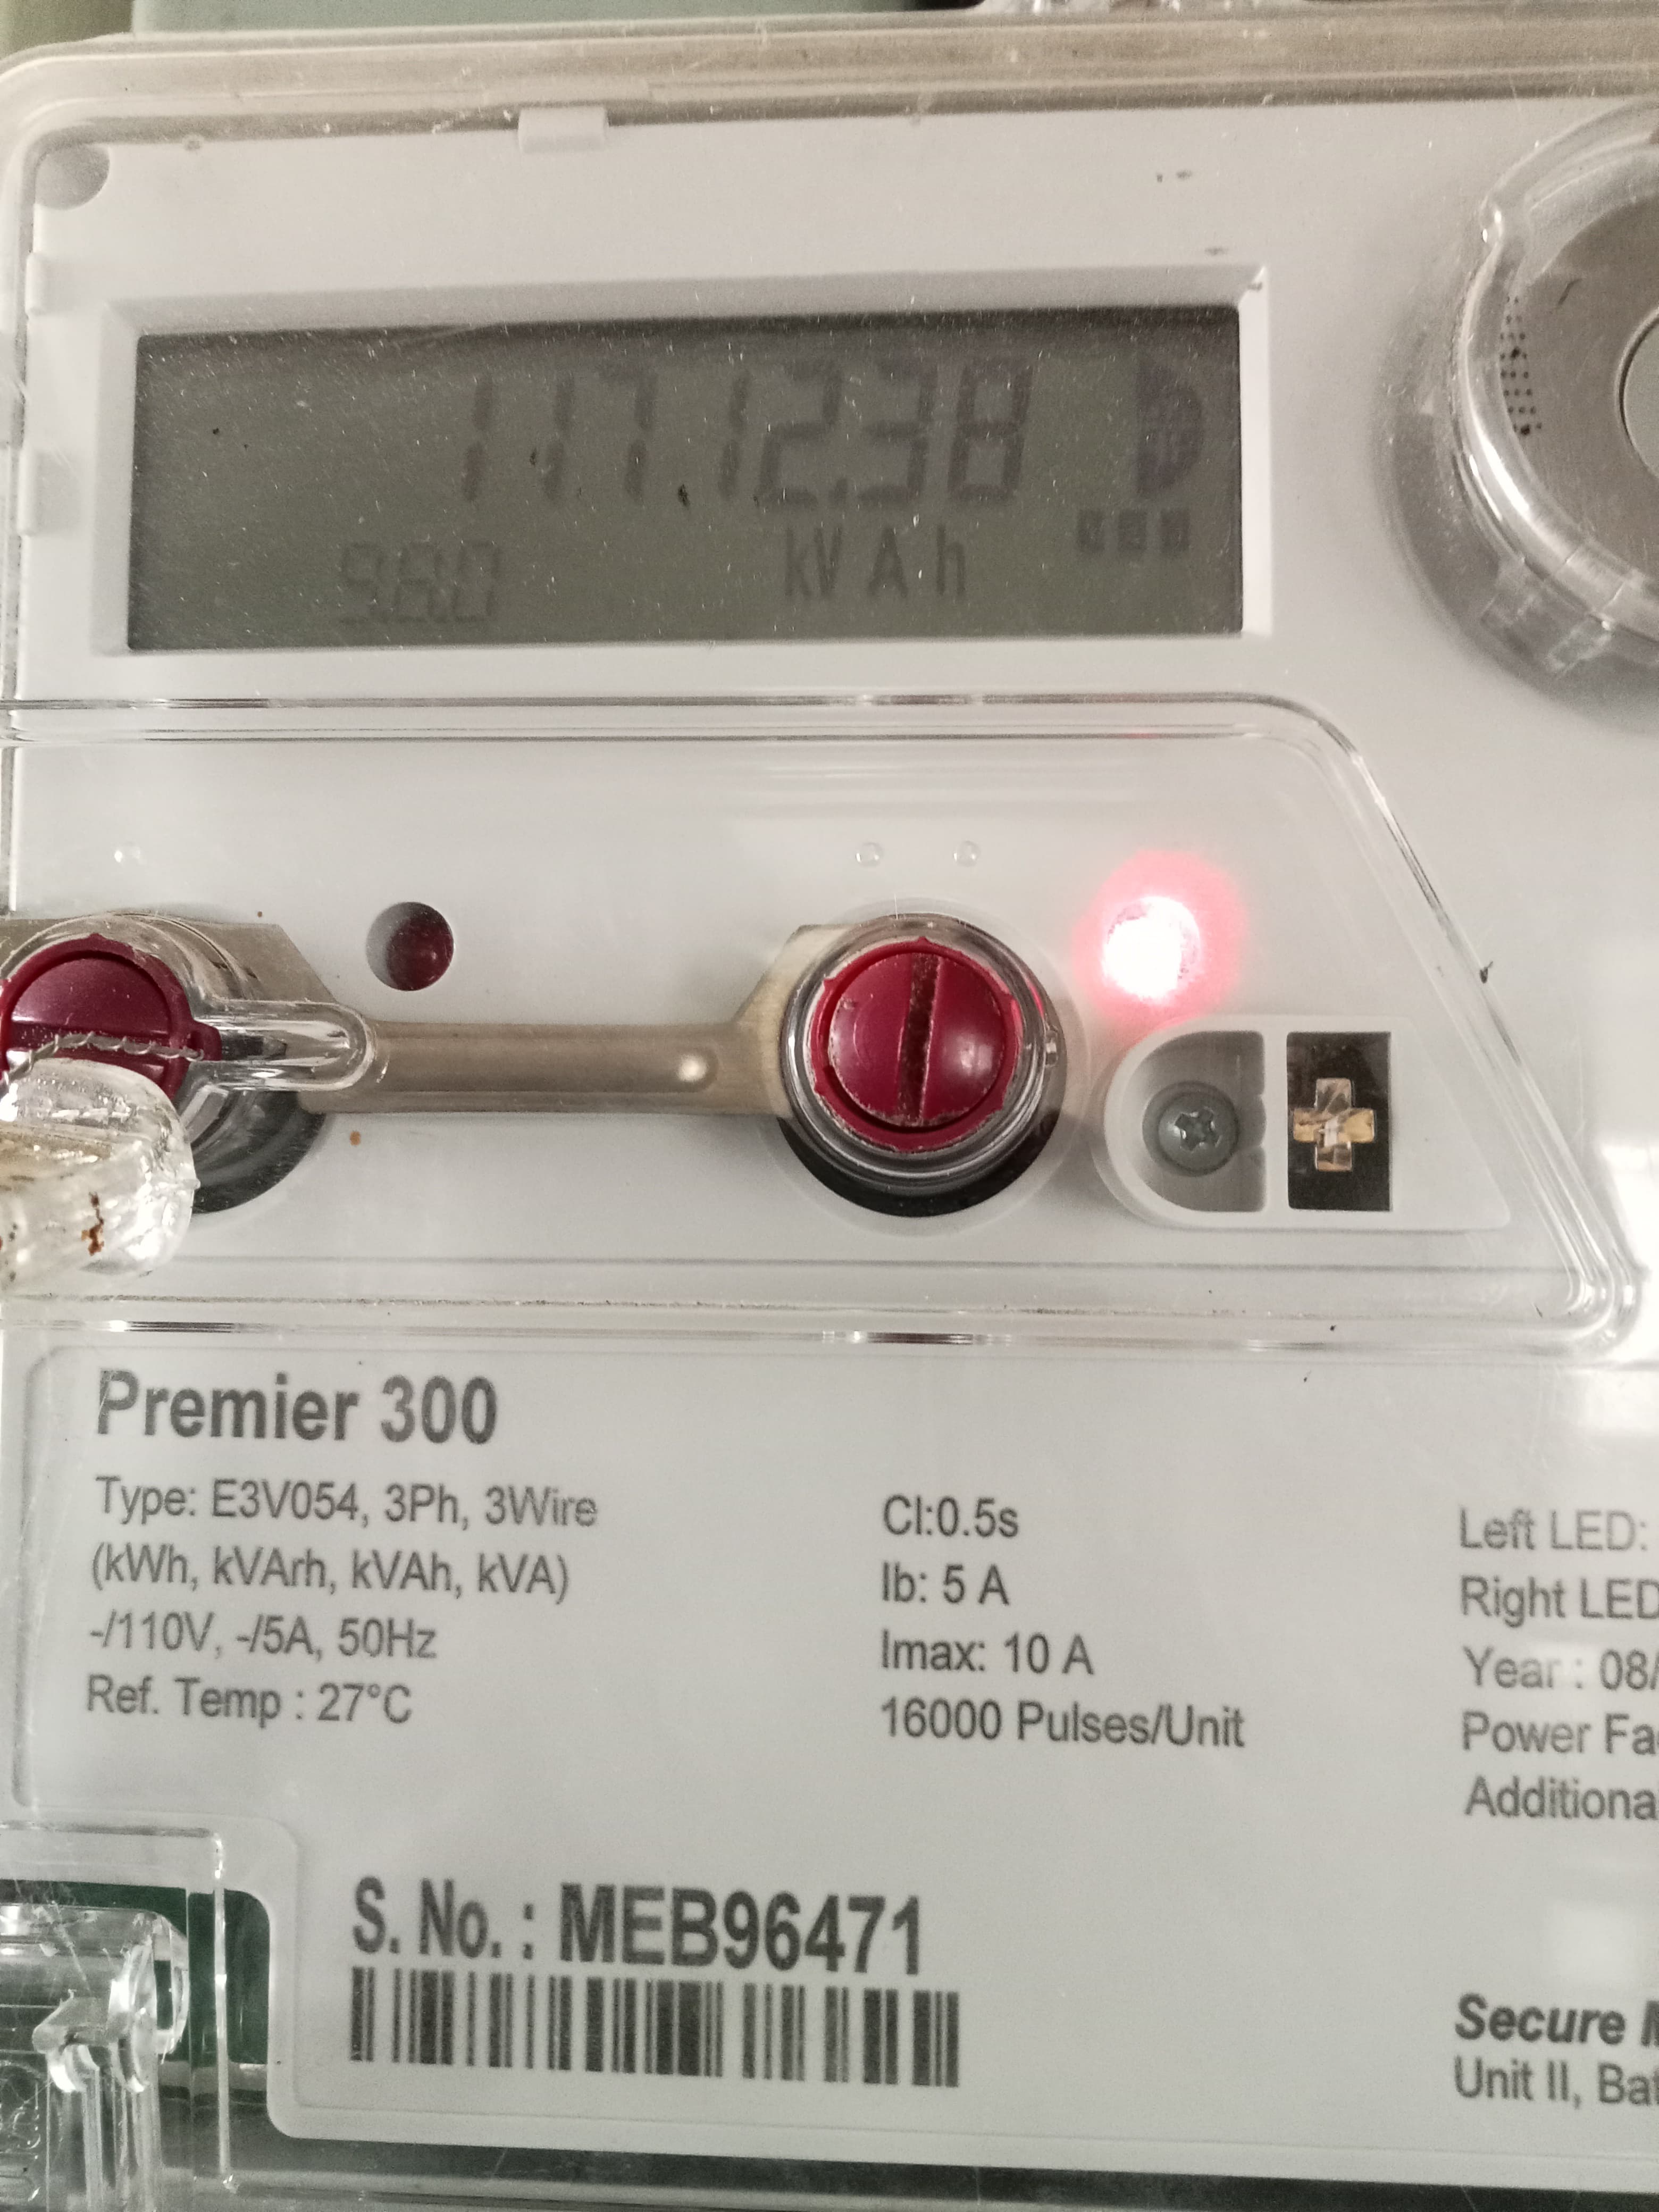 11712.38
9.8.0
kVAh
Premier 300
Type: E3V054, 3Ph, 3Wire
(kWh, kVArh, kVAh, kVA)
-/110V, -/5A, 50Hz
Ref. Temp : 27°C
Cl:0.5s
Ib: 5 A
Imax: 10 A
16000 Pulses/Unit
Left LED:
Right LED
Year : 08/
Power Fa
Additiona
S. No. : MEB96471
Secure M
Unit II, Bat